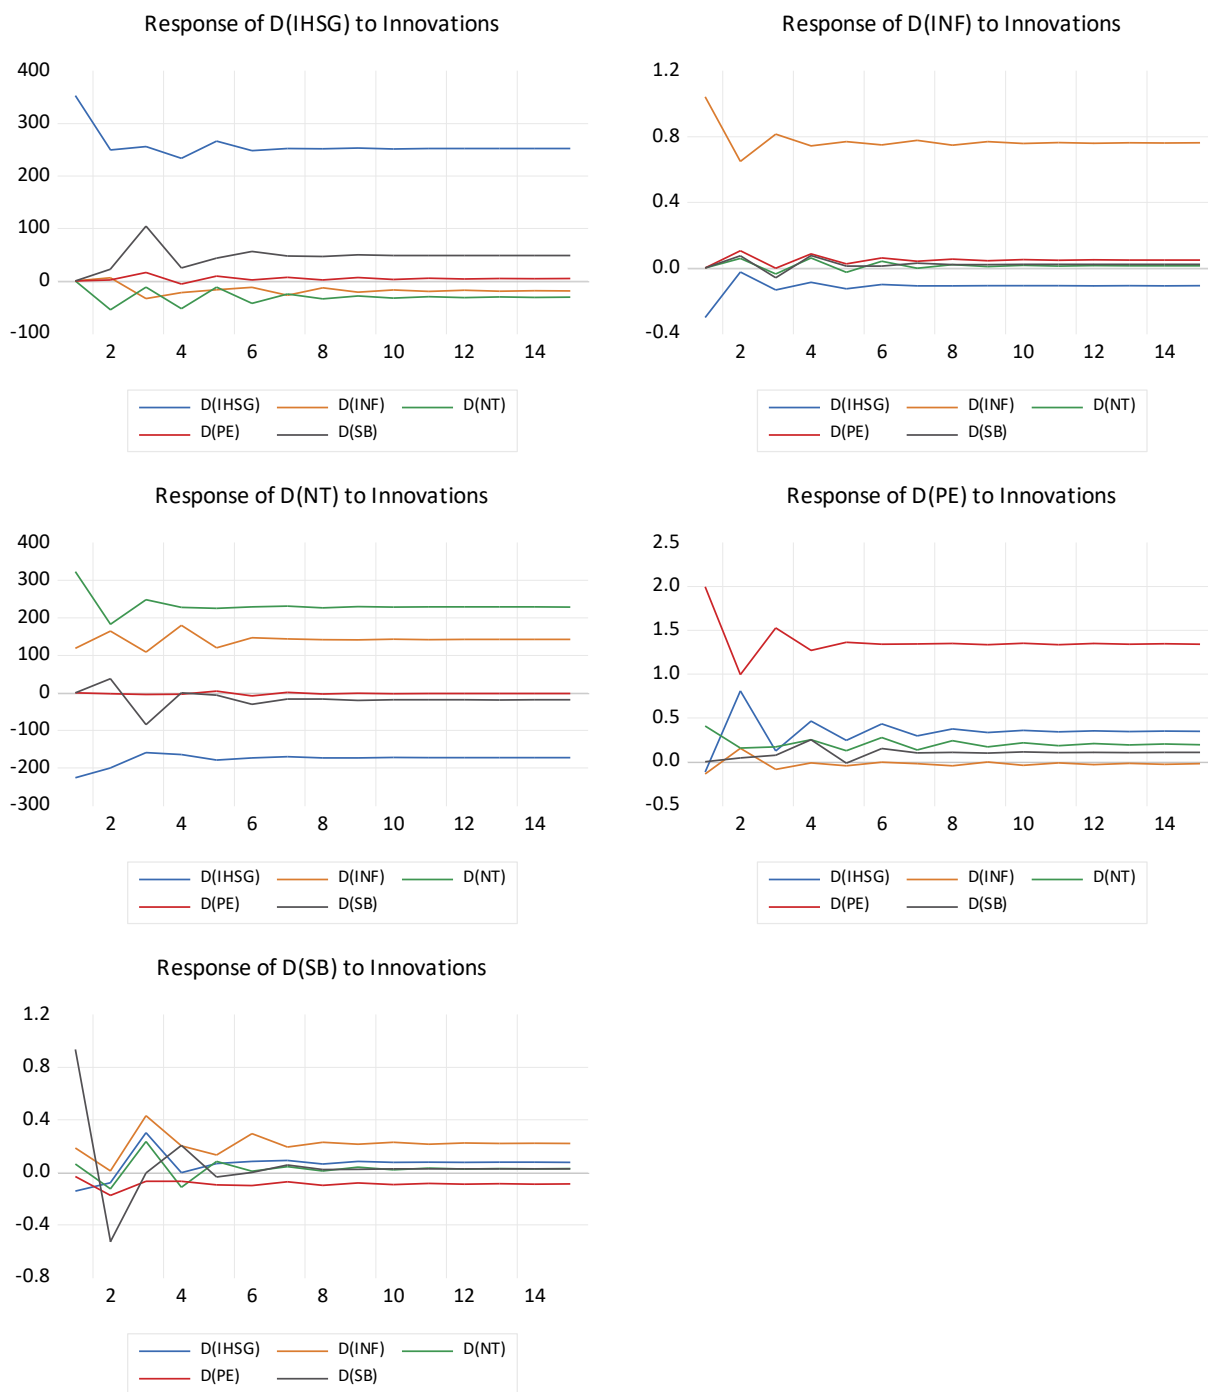 Response of D(IHSG) to Innovations
400
300
200
100
0
-100
2 4 6 8 10 12 14
D(IHSG) D(INF) D(NT)
D(PE) D(SB)
Response of D(INF) to Innovations
1.2
0.8
0.4
0.0
-0.4
2 4 6 8 10 12 14
D(IHSG) D(INF) D(NT)
D(PE) D(SB)
Response of D(NT) to Innovations
400
300
200
100
0
-100
-200
-300
2 4 6 8 10 12 14
D(IHSG) D(INF) D(NT)
D(PE) D(SB)
Response of D(PE) to Innovations
2.5
2.0
1.5
1.0
0.5
0.0
-0.5
2 4 6 8 10 12 14
D(IHSG) D(INF) D(NT)
D(PE) D(SB)
Response of D(SB) to Innovations
1.2
0.8
0.4
0.0
-0.4
-0.8
2 4 6 8 10 12 14
D(IHSG) D(INF) D(NT)
D(PE) D(SB)